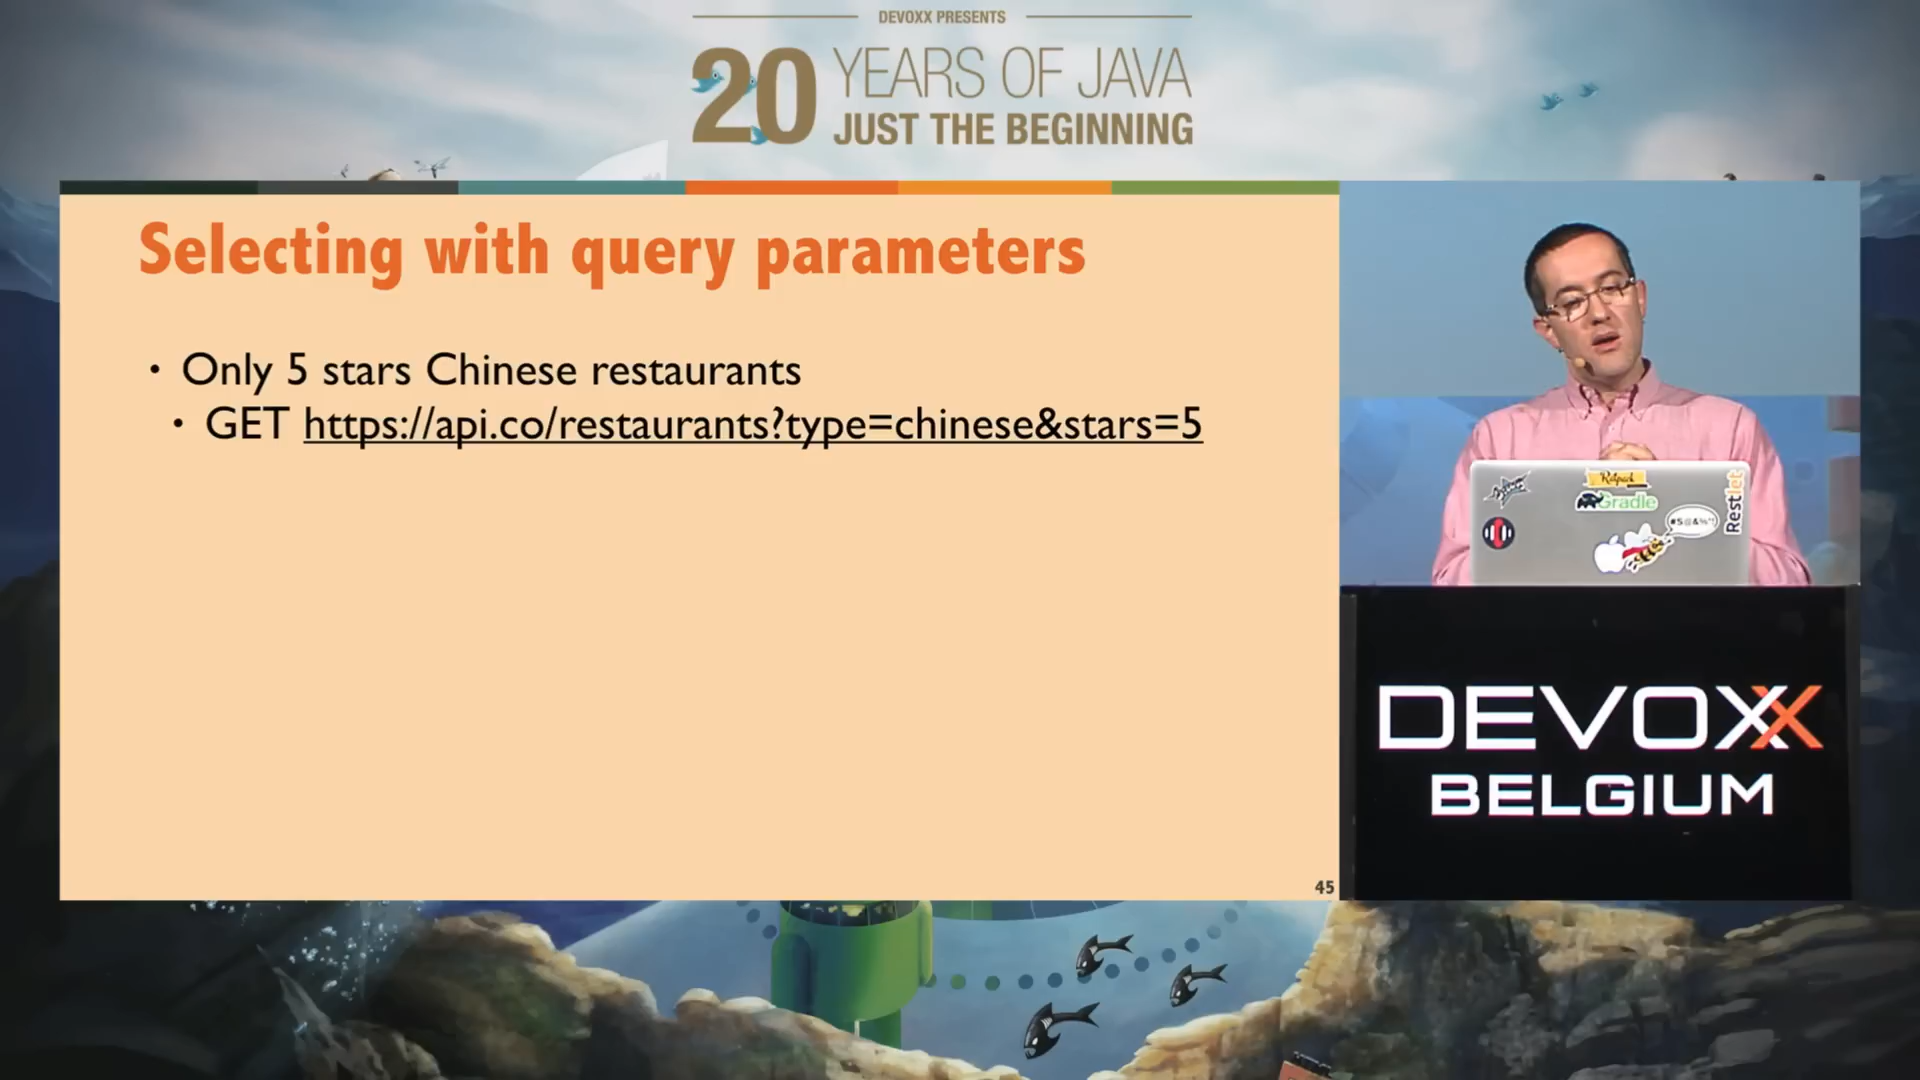 DEVOXX PRESENTS
20 YEARS OF JAVA
JUST THE BEGINNING
Selecting with query parameters
• Only 5 stars Chinese restaurants
• GET https://api.co/restaurants?type=chinese&stars=5
45
Ratpack
Gradle
#$@&%*!
Restlet
DEVOXX
BELGIUM